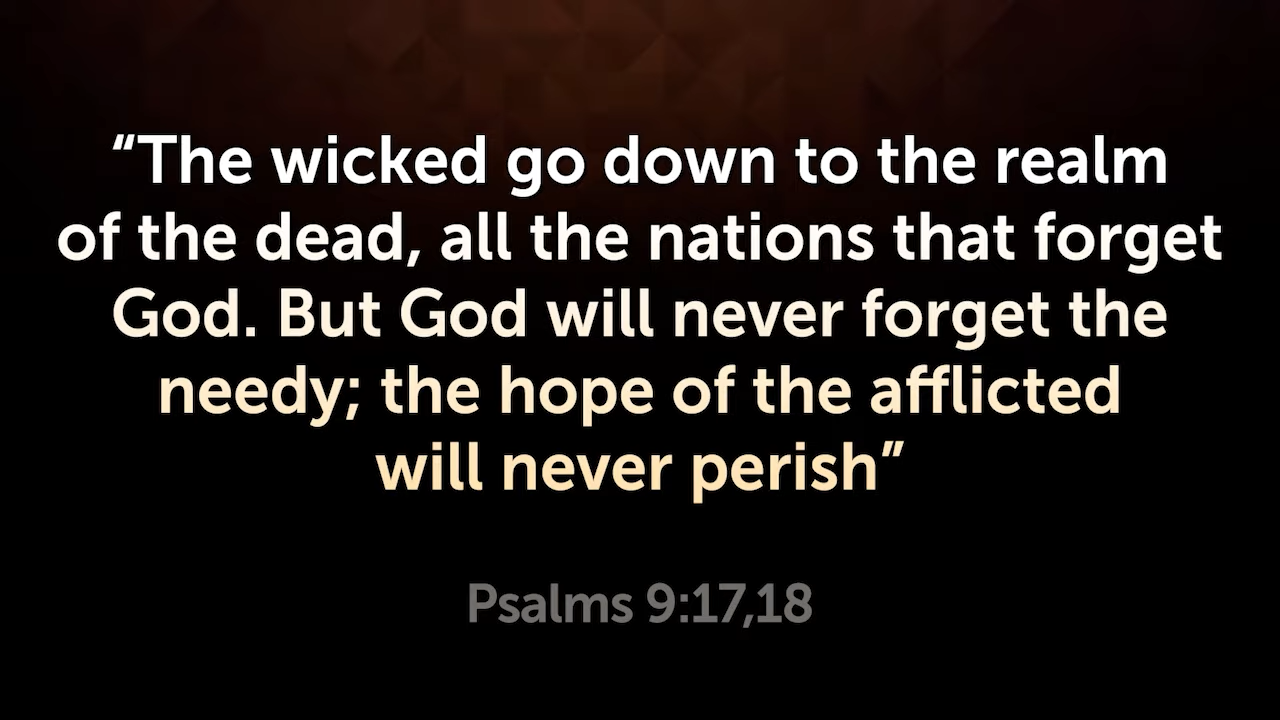 “The wicked go down to the realm
of the dead, all the nations that forget
God. But God will never forget the
needy; the hope of the afflicted
will never perish”
Psalms 9:17,18